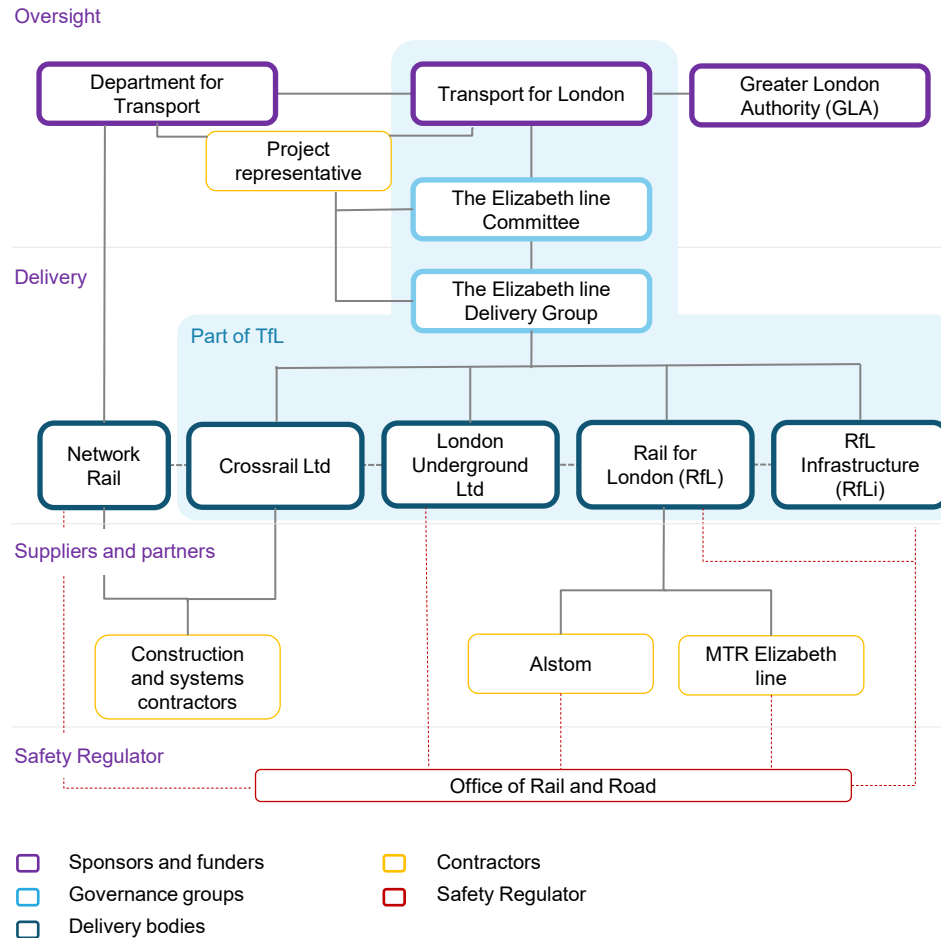 Oversight
Department for
Transport
Transport for London
Greater London
Authority (GLA)
Project
representative
The Elizabeth line
Committee
Delivery
The Elizabeth line
Delivery Group
Part of TfL
Network
Rail
Crossrail Ltd
London
Underground
Ltd
Rail for
London (RfL)
RfL
Infrastructure
(RfLi)
Suppliers and partners
Construction
and systems
contractors
Alstom
MTR Elizabeth
line
Safety Regulator
Office of Rail and Road
Sponsors and funders
Governance groups
Delivery bodies
Contractors
Safety Regulator